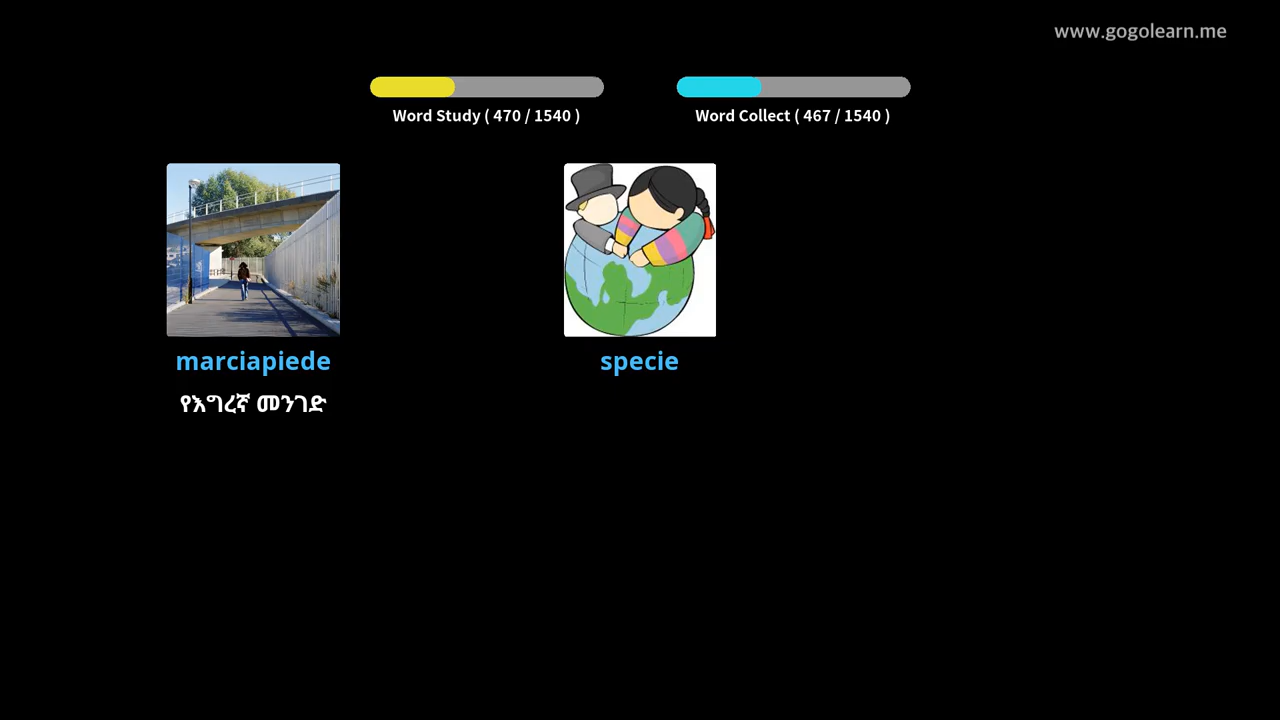 www.gogolearn.me
Word Study ( 470 / 1540 )
Word Collect ( 467 / 1540 )
marciapiede
specie
የእግረኛ መንገድ